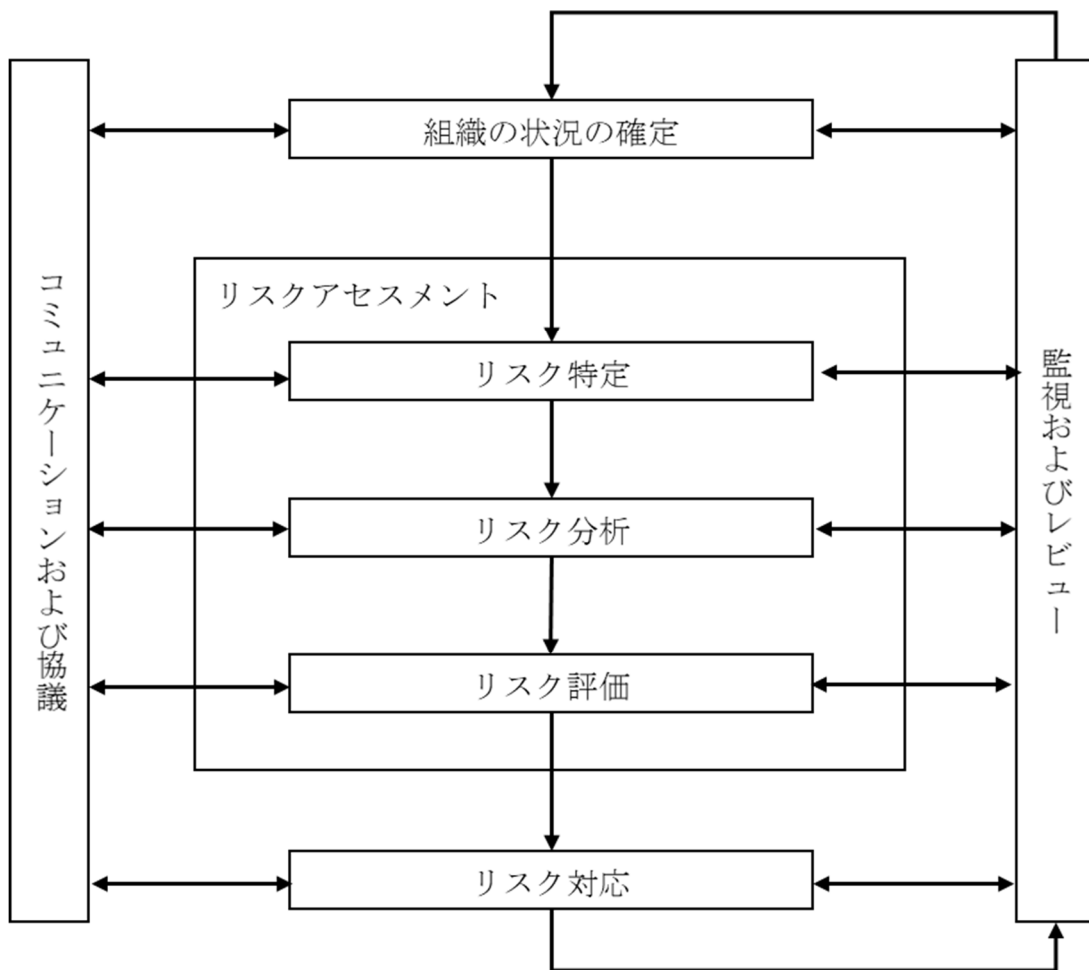 組織の状況の確定
コミュニケーションおよび協議
リスクアセスメント
リスク特定
監視およびレビュー
リスク分析
リスク評価
リスク対応